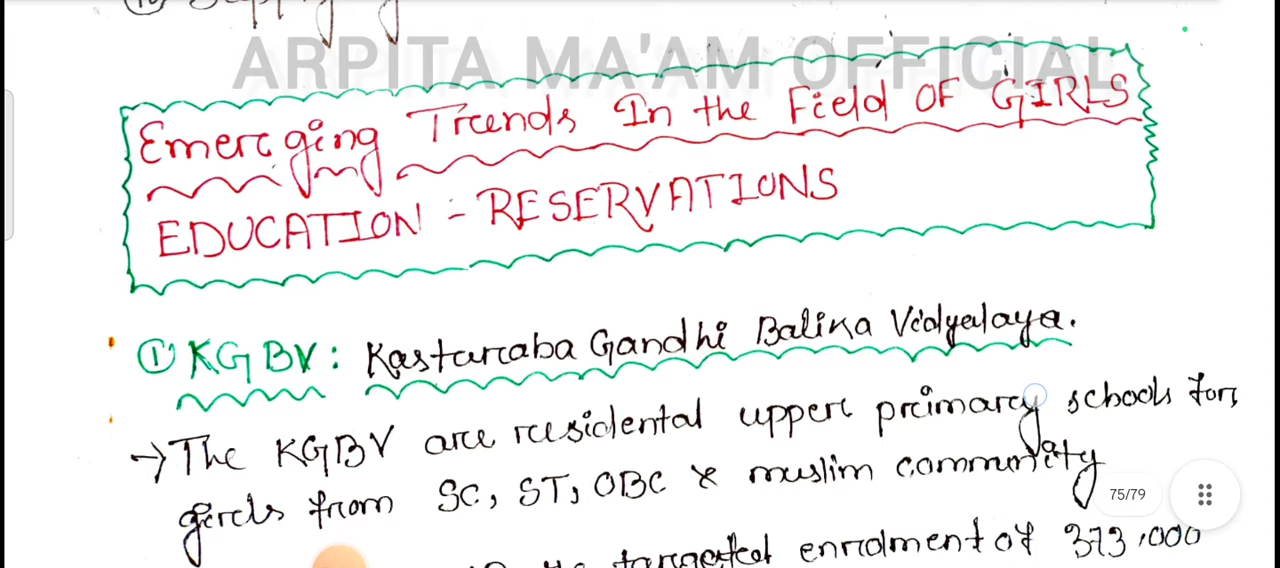 ARPITA MA'AM OFFICIAL
Emerging Trends In the Field OF GIRLS
EDUCATION - RESERVATIONS
① KGBV: Kasturaba Gandhi Balika Vidyalaya.
→ The KGBV are residental upper primary schools for
girls from SC, ST, OBC & muslim community
75/79
targeted enrolment of 373,000